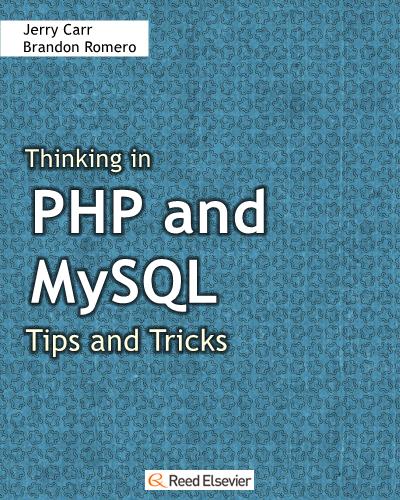 Jerry Carr
Brandon Romero
Thinking in
PHP and
MySQL
Tips and Tricks
Reed Elsevier